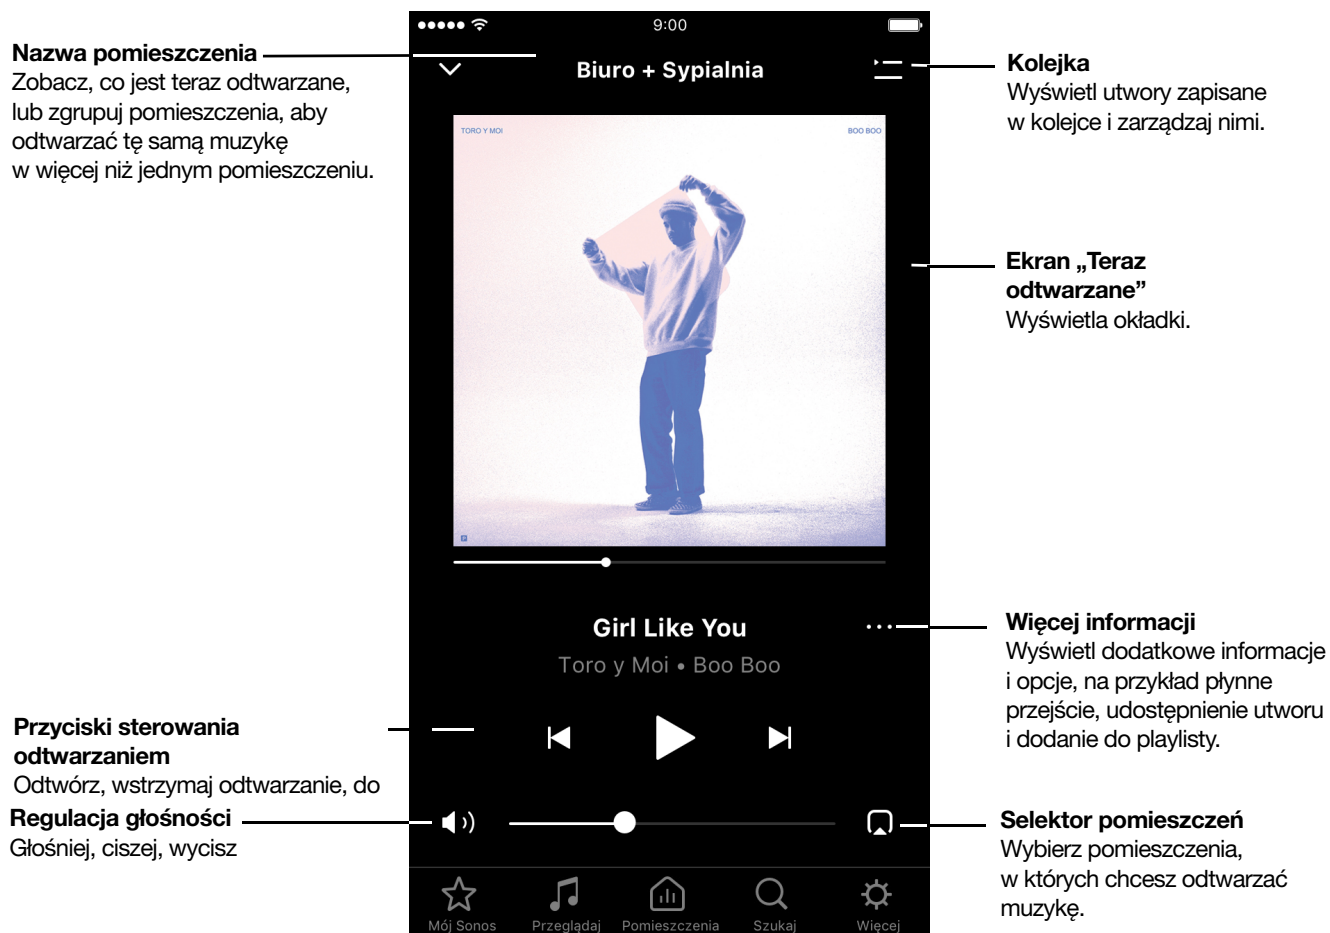 9:00
Nazwa pomieszczenia
Zobacz, co jest teraz odtwarzane,
lub zgrupuj pomieszczenia, aby
odtwarzać tę samą muzykę
w więcej niż jednym pomieszczeniu.
Biuro + Sypialnia
Kolejka
Wyświetl utwory zapisane
w kolejce i zarządzaj nimi.
TORO Y MOI
BOO BOO
Ekran „Teraz
odtwarzane”
Wyświetla okładki.
Girl Like You
Toro y Moi • Boo Boo
Więcej informacji
Wyświetl dodatkowe informacje
i opcje, na przykład płynne
przejście, udostępnienie utworu
i dodanie do playlisty.
Przyciski sterowania
odtwarzaniem
Odtwórz, wstrzymaj odtwarzanie, do
Regulacja głośności
Głośniej, ciszej, wycisz
Selektor pomieszczeń
Wybierz pomieszczenia,
w których chcesz odtwarzać
muzykę.
Mój Sonos
Przeglądaj
Pomieszczenia
Szukaj
Więcej